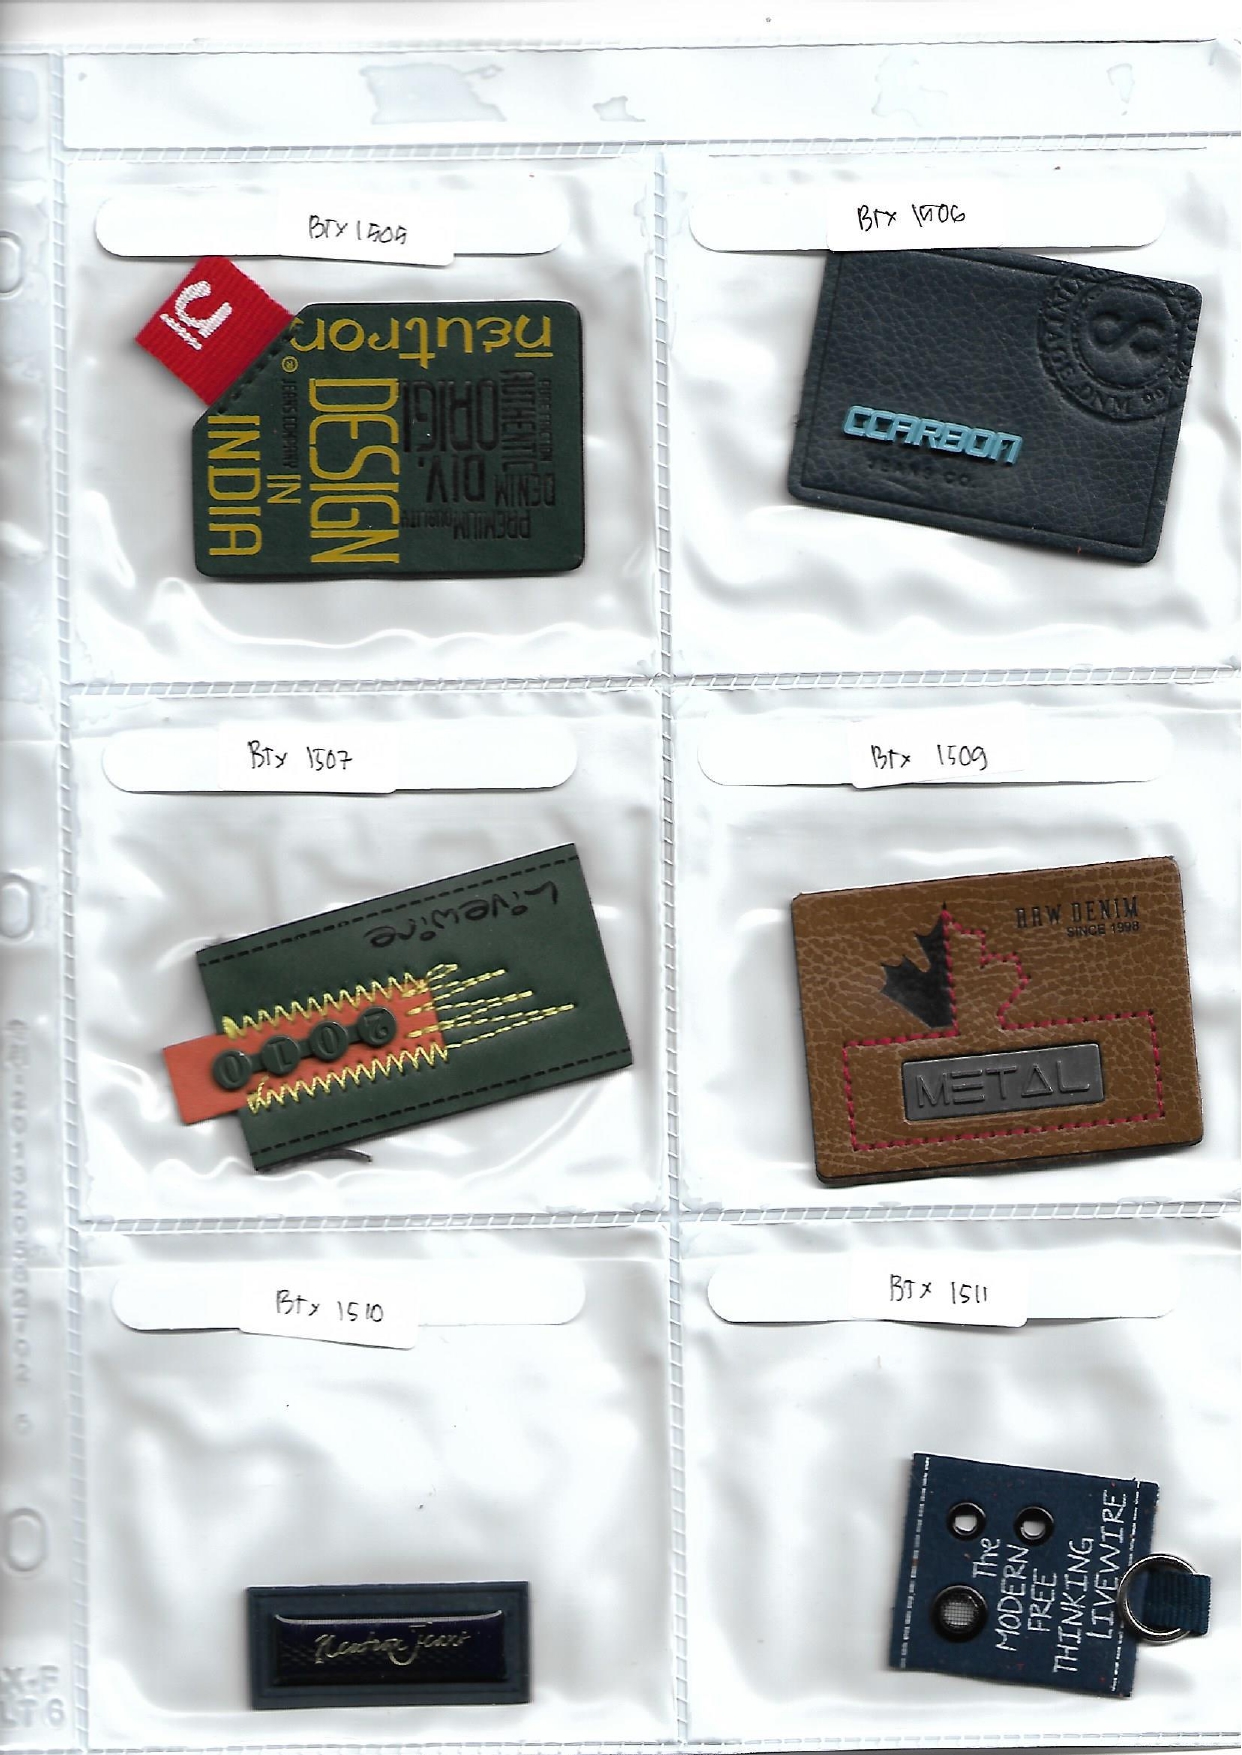 BTX 1505
BTX 1506
neutron®
JEANS COMPANY
DESIGN
IN
INDIA
AUTHENTIC
ORIGI
DENIM
DIV.
PREMIUM
QUALITY
CCARBON
JEANS CO.
BTX 1507
BTX 1509
Livewire
2010
RAW DENIM
SINCE 1998
METAL
BTX 1510
BTX 1511
Neutron Jeans
The
MODERN
FREE
THINKING
LIVEWIRE
X-F
LT6